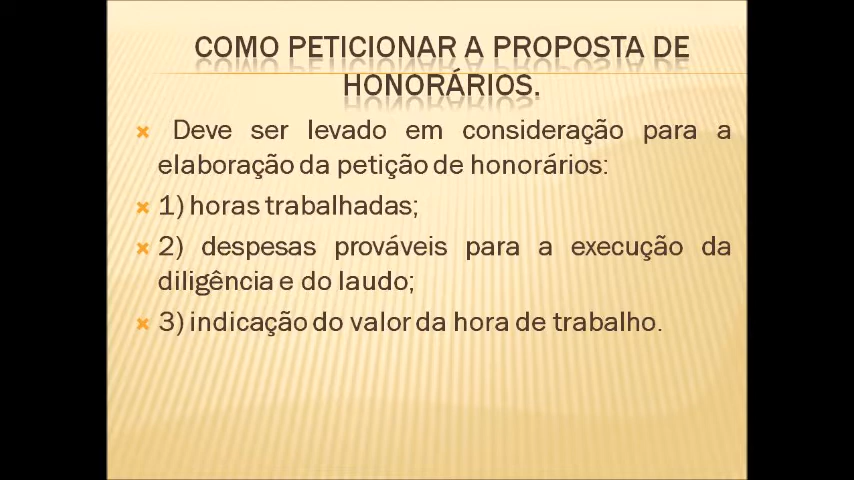 COMO PETICIONAR A PROPOSTA DE
HONORÁRIOS.
Deve ser levado em consideração para a
elaboração da petição de honorários:
1) horas trabalhadas;
2) despesas prováveis para a execução da
diligência e do laudo;
3) indicação do valor da hora de trabalho.